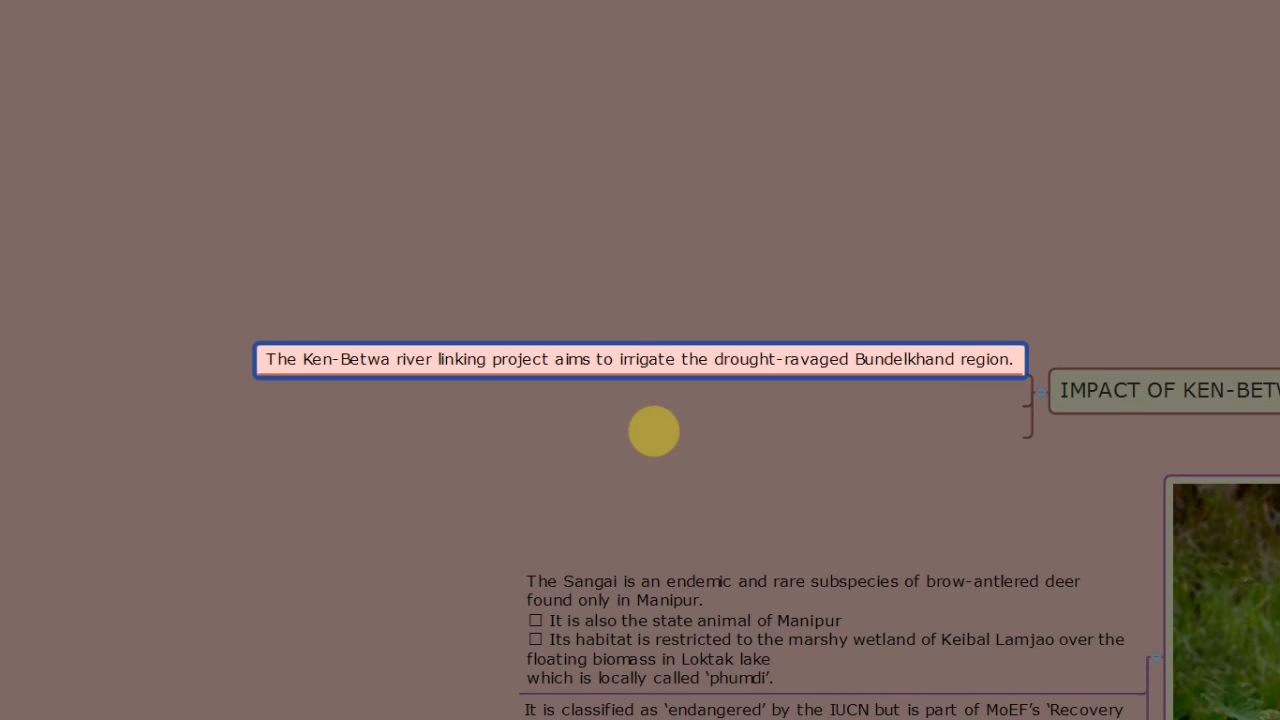 The Ken-Betwa river linking project aims to irrigate the drought-ravaged Bundelkhand region.
IMPACT OF KEN-BETW
The Sangai is an endemic and rare subspecies of brow-antlered deer
found only in Manipur.
☐ It is also the state animal of Manipur
☐ Its habitat is restricted to the marshy wetland of Keibal Lamjao over the
floating biomass in Loktak lake
which is locally called ‘phumdi’.
It is classified as ‘endangered’ by the IUCN but is part of MoEF’s ‘Recovery